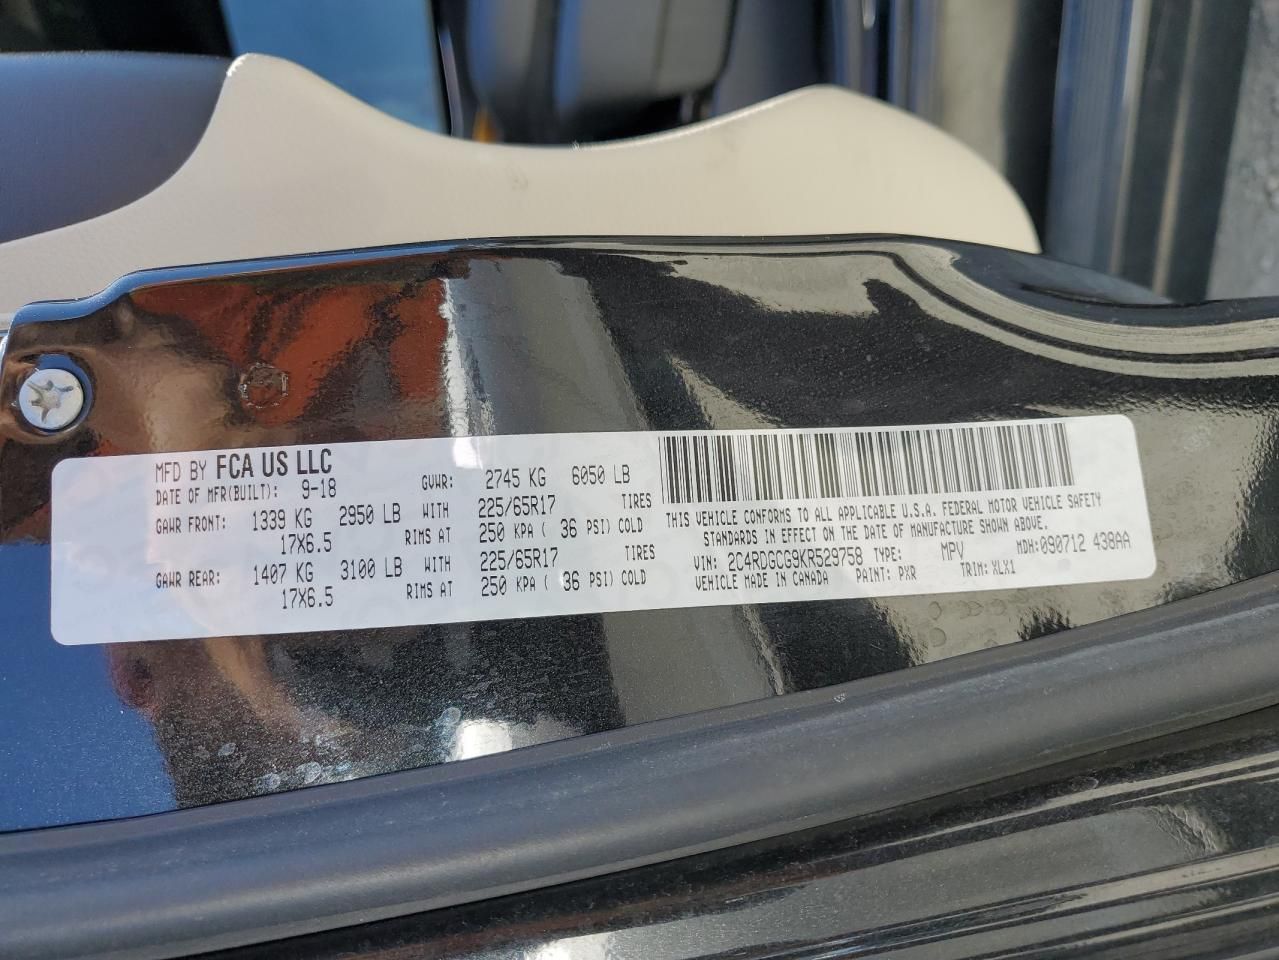 MFD BY FCA US LLC
DATE OF MFR(BUILT): 9-18 GVWR: 2745 KG 6050 LB
GAWR FRONT: 1339 KG 2950 LB WITH 225/65R17 TIRES
17X6.5 RIMS AT 250 KPA ( 36 PSI) COLD
GAWR REAR: 1407 KG 3100 LB WITH 225/65R17 TIRES
17X6.5 RIMS AT 250 KPA ( 36 PSI) COLD
THIS VEHICLE CONFORMS TO ALL APPLICABLE U.S.A. FEDERAL MOTOR VEHICLE SAFETY
STANDARDS IN EFFECT ON THE DATE OF MANUFACTURE SHOWN ABOVE.
VIN: 2C4RDGCG9KR529758 TYPE: MPV MDH:090712 438AA
VEHICLE MADE IN CANADA PAINT: PXR TRIM: XLX1